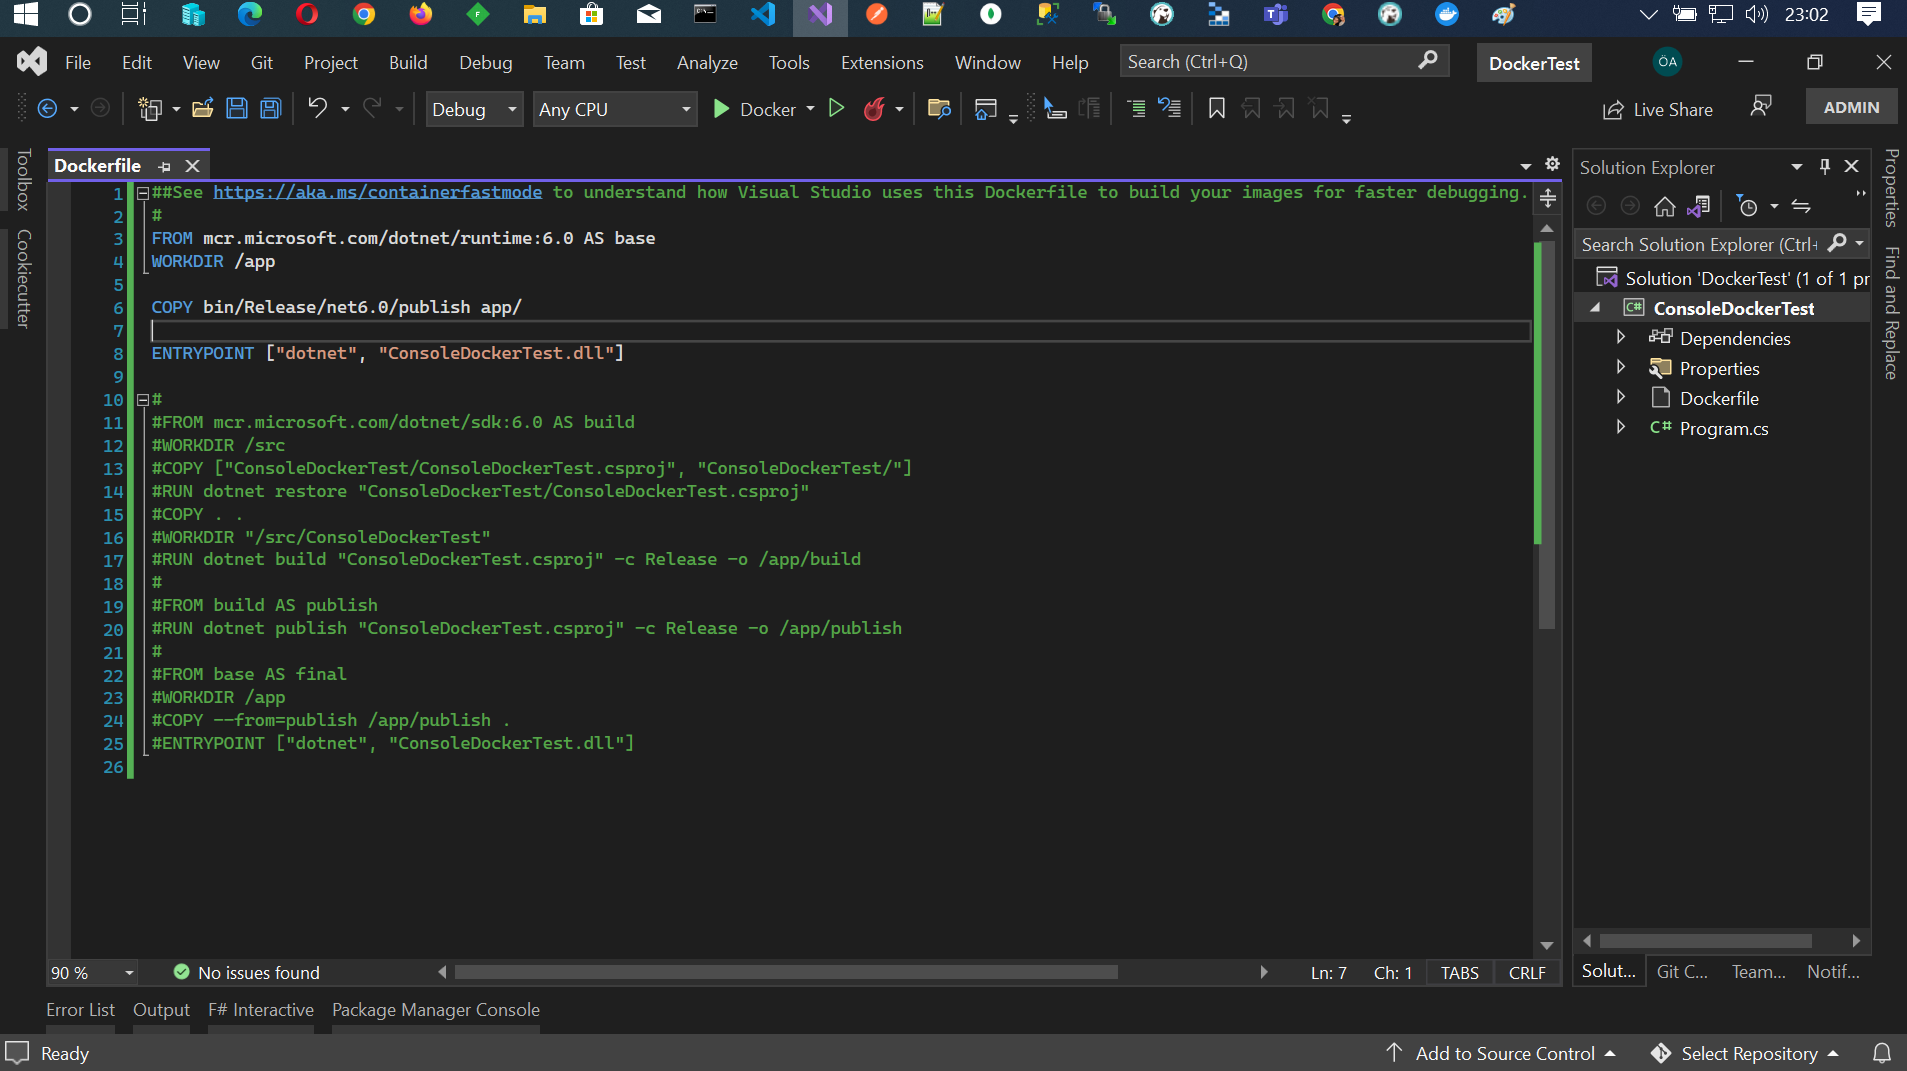 23:02
File Edit View Git Project Build Debug Team Test Analyze Tools Extensions Window Help Search (Ctrl+Q) DockerTest ÖA
Debug Any CPU Docker Live Share ADMIN
Toolbox
Cookiecutter
Dockerfile
1 ##See https://aka.ms/containerfastmode to understand how Visual Studio uses this Dockerfile to build your images for faster debugging.
2 #
3 FROM mcr.microsoft.com/dotnet/runtime:6.0 AS base
4 WORKDIR /app
5
6 COPY bin/Release/net6.0/publish app/
7
8 ENTRYPOINT ["dotnet", "ConsoleDockerTest.dll"]
9
10 #
11 #FROM mcr.microsoft.com/dotnet/sdk:6.0 AS build
12 #WORKDIR /src
13 #COPY ["ConsoleDockerTest/ConsoleDockerTest.csproj", "ConsoleDockerTest/"]
14 #RUN dotnet restore "ConsoleDockerTest/ConsoleDockerTest.csproj"
15 #COPY . .
16 #WORKDIR "/src/ConsoleDockerTest"
17 #RUN dotnet build "ConsoleDockerTest.csproj" -c Release -o /app/build
18 #
19 #FROM build AS publish
20 #RUN dotnet publish "ConsoleDockerTest.csproj" -c Release -o /app/publish
21 #
22 #FROM base AS final
23 #WORKDIR /app
24 #COPY --from=publish /app/publish .
25 #ENTRYPOINT ["dotnet", "ConsoleDockerTest.dll"]
26
90 % No issues found Ln: 7 Ch: 1 TABS CRLF
Solution Explorer
Search Solution Explorer (Ctrl+
Solution 'DockerTest' (1 of 1 pr
C# ConsoleDockerTest
Dependencies
Properties
Dockerfile
C# Program.cs
Solut... Git C... Team... Notif...
Properties
Find and Replace
Error List Output F# Interactive Package Manager Console
Ready Add to Source Control Select Repository